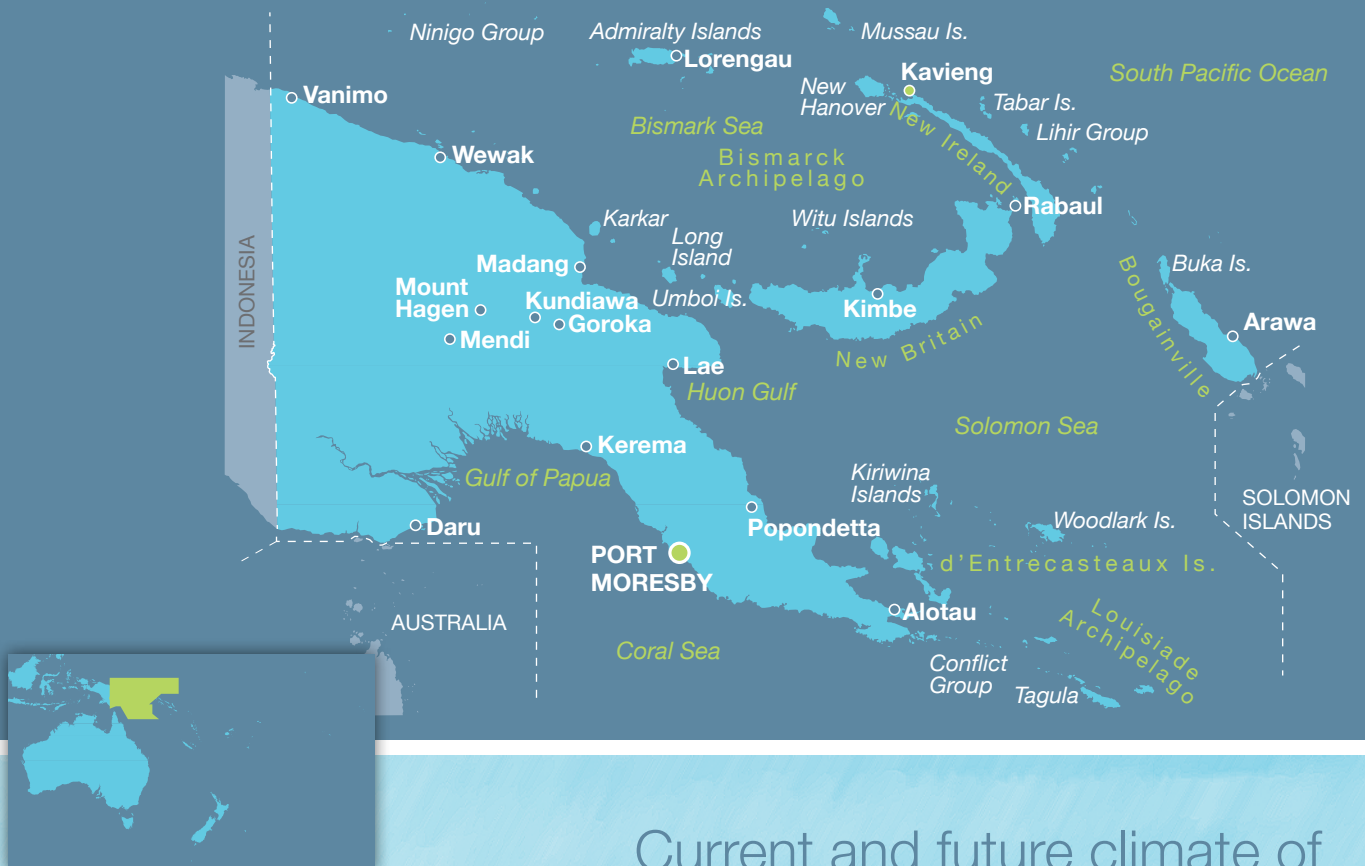 Ninigo Group
Admiralty Islands
Lorengau
Mussau Is.
South Pacific Ocean
Kavieng
New
Hanover
Tabar Is.
Lihir Group
New Ireland
Vanimo
Bismark Sea
Bismarck
Archipelago
Wewak
Rabaul
Karkar
Witu Islands
Long
Island
INDONESIA
Madang
Mount
Hagen
Kundiawa
Goroka
Mendi
Umboi Is.
Kimbe
New Britain
Buka Is.
Bougainville
Arawa
Lae
Huon Gulf
Solomon Sea
Kerema
Gulf of Papua
Kiriwina
Islands
SOLOMON
ISLANDS
Daru
Popondetta
Woodlark Is.
PORT
MORESBY
d'Entrecasteaux Is.
AUSTRALIA
Alotau
Louisiade
Archipelago
Coral Sea
Conflict
Group
Tagula
Current and future climate of